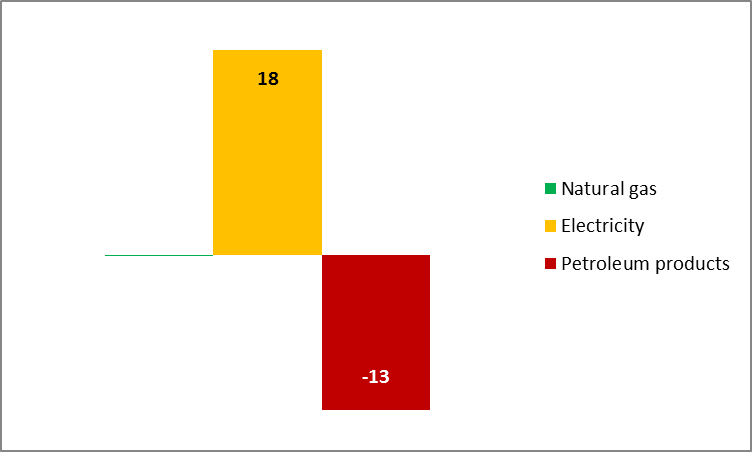 18
Natural gas
Electricity
Petroleum products
-13